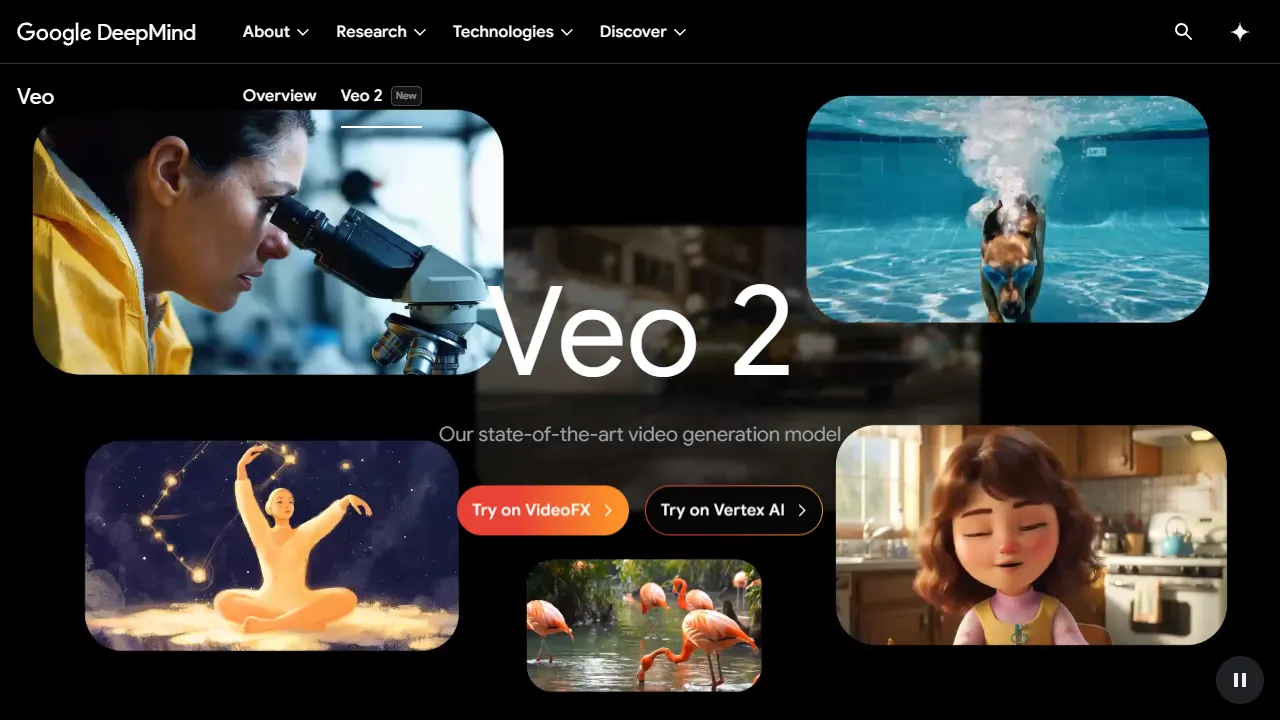 Google DeepMind About Research Technologies Discover
Veo Overview Veo 2 New
Veo 2
Our state-of-the-art video generation model
Try on VideoFX Try on Vertex AI